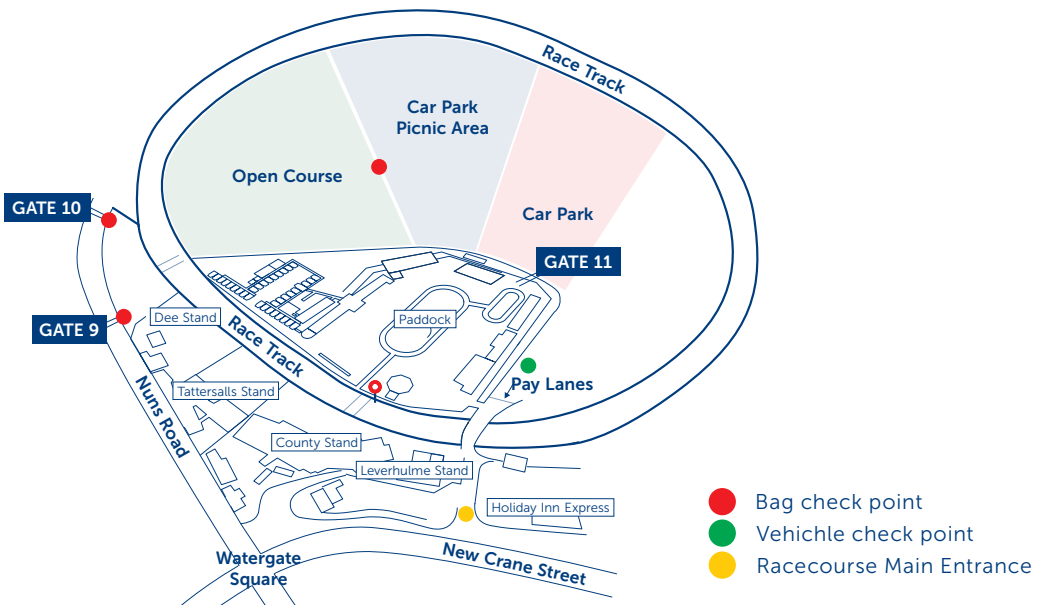 Race Track
Car Park
Picnic Area
Open Course
Car Park
GATE 10
GATE 11
Dee Stand
GATE 9
Paddock
Race Track
Pay Lanes
Nuns Road
Tattersalls Stand
County Stand
Leverhulme Stand
Holiday Inn Express
Watergate
Square
New Crane Street
Bag check point
Vehichle check point
Racecourse Main Entrance